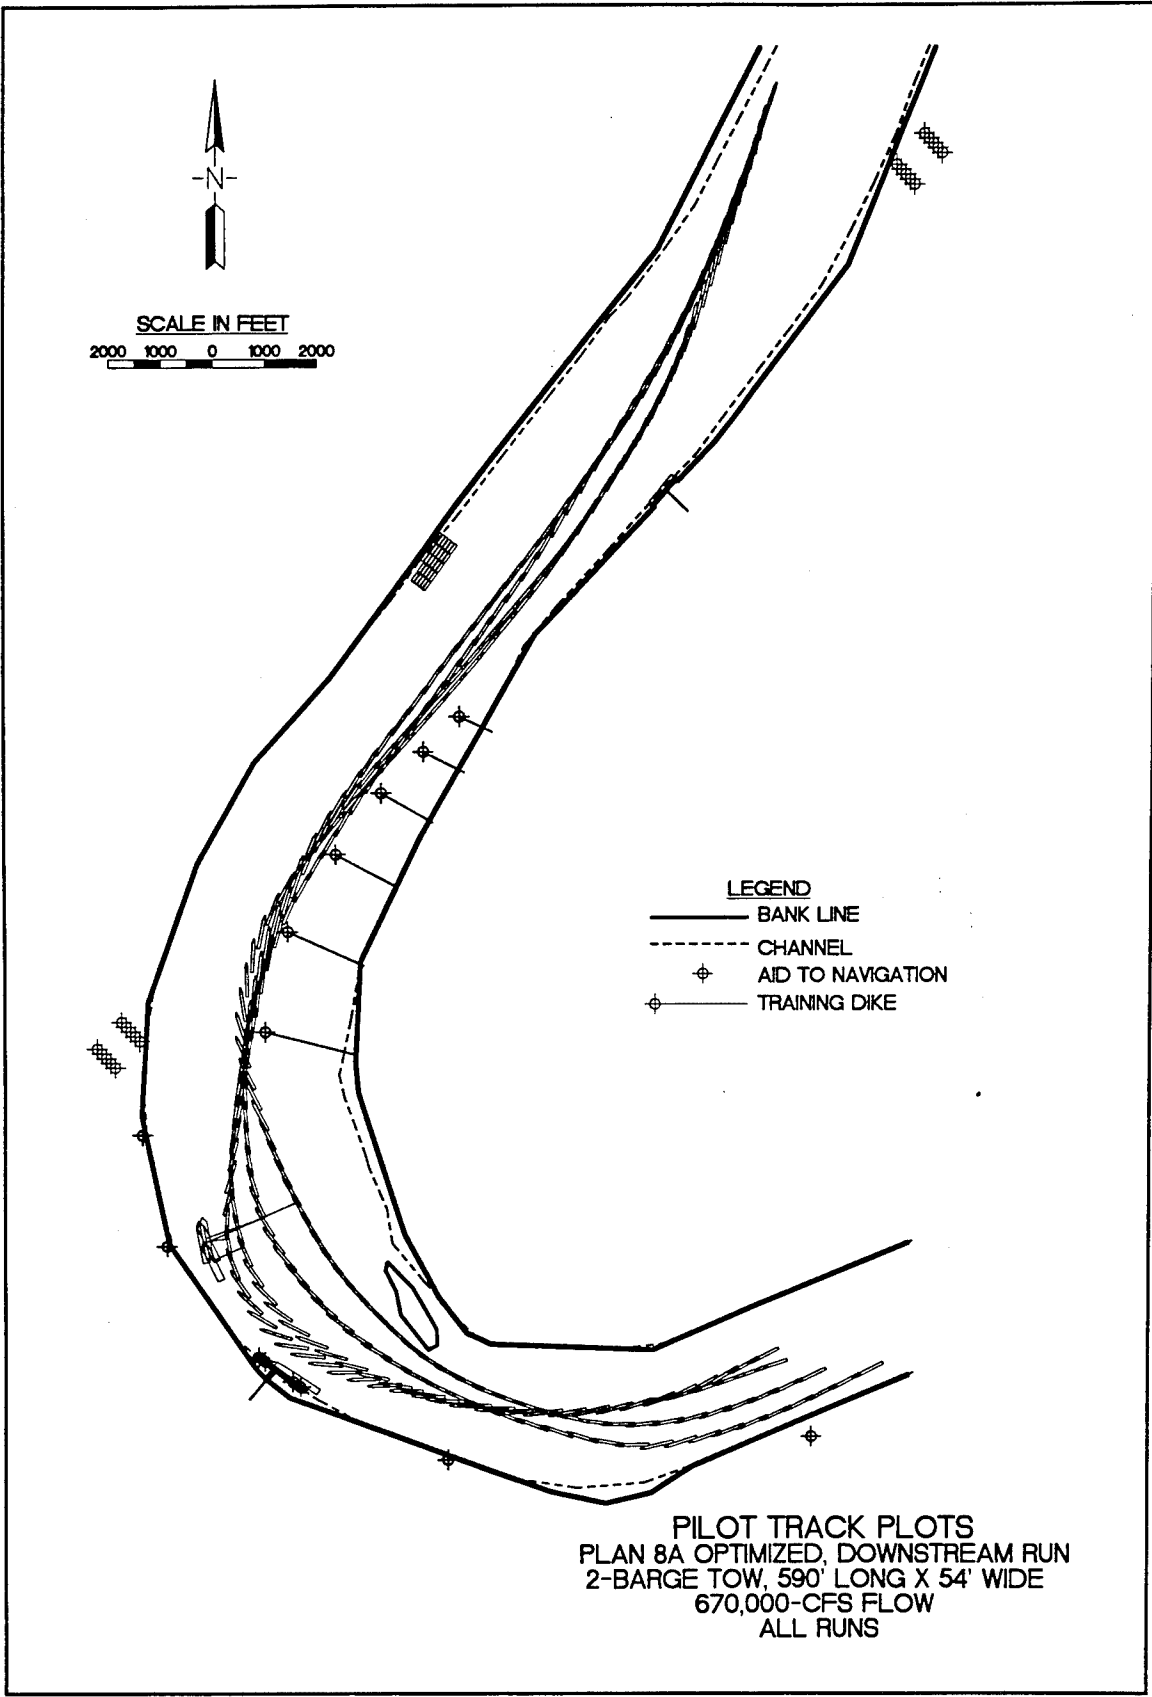 N
SCALE IN FEET
2000 1000 0 1000 2000
LEGEND
BANK LINE
CHANNEL
AID TO NAVIGATION
TRAINING DIKE
PILOT TRACK PLOTS
PLAN 8A OPTIMIZED, DOWNSTREAM RUN
2-BARGE TOW, 590' LONG X 54' WIDE
670,000-CFS FLOW
ALL RUNS